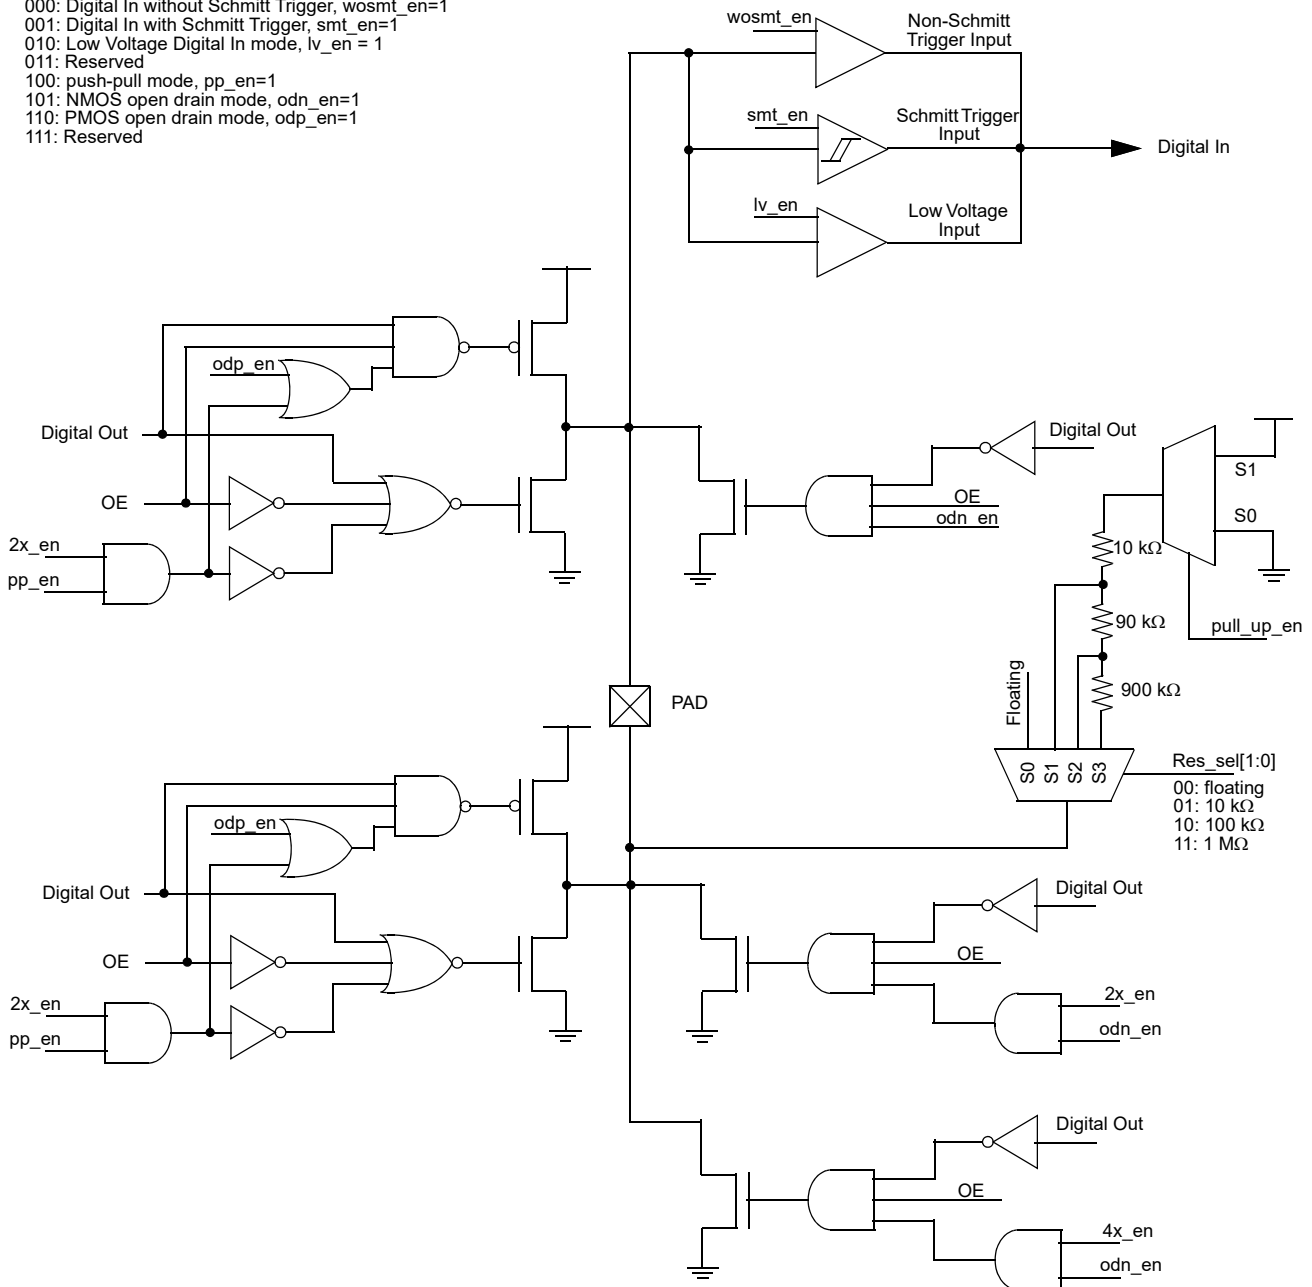 000: Digital In without Schmitt Trigger, wosmt_en=1
001: Digital In with Schmitt Trigger, smt_en=1
010: Low Voltage Digital In mode, lv_en = 1
011: Reserved
100: push-pull mode, pp_en=1
101: NMOS open drain mode, odn_en=1
110: PMOS open drain mode, odp_en=1
111: Reserved
wosmt_en
Non-Schmitt
Trigger Input
smt_en
Schmitt Trigger
Input
Digital In
lv_en
Low Voltage
Input
odp_en
Digital Out
OE
2x_en
pp_en
Digital Out
OE
odn_en
S1
S0
10 kΩ
90 kΩ
pull_up_en
900 kΩ
Floating
PAD
S0
S1
S2
S3
Res_sel[1:0]
00: floating
01: 10 kΩ
10: 100 kΩ
11: 1 MΩ
odp_en
Digital Out
OE
2x_en
pp_en
Digital Out
OE
2x_en
odn_en
Digital Out
OE
4x_en
odn_en